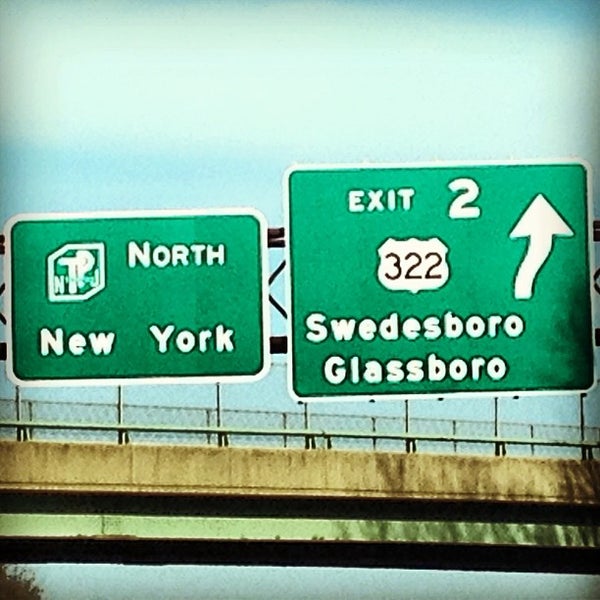 NORTH
New York
EXIT 2
322
Swedesboro
Glassboro